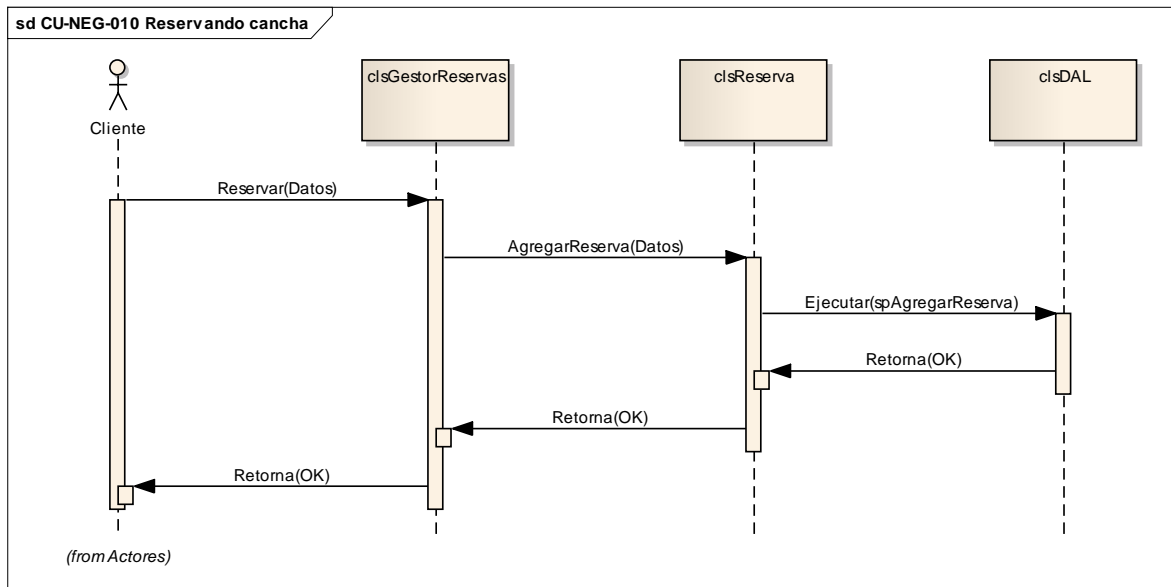 sd CU-NEG-010 Reservando cancha
Cliente
clsGestorReservas
clsReserva
clsDAL
Reservar(Datos)
AgregarReserva(Datos)
Ejecutar(spAgregarReserva)
Retorna(OK)
Retorna(OK)
Retorna(OK)
(from Actores)